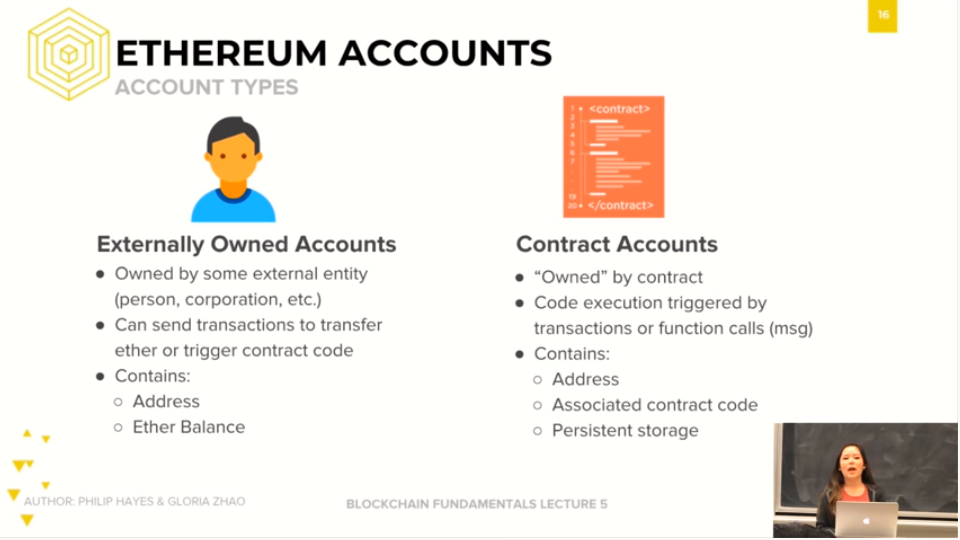 16
ETHEREUM ACCOUNTS
ACCOUNT TYPES
Externally Owned Accounts
● Owned by some external entity
(person, corporation, etc.)
● Can send transactions to transfer
ether or trigger contract code
● Contains:
○ Address
○ Ether Balance
1
2
3
4
5
6
7
.
.
.
19
20
<contract>
</contract>
Contract Accounts
● “Owned” by contract
● Code execution triggered by
transactions or function calls (msg)
● Contains:
○ Address
○ Associated contract code
○ Persistent storage
AUTHOR: PHILIP HAYES & GLORIA ZHAO
BLOCKCHAIN FUNDAMENTALS LECTURE 5